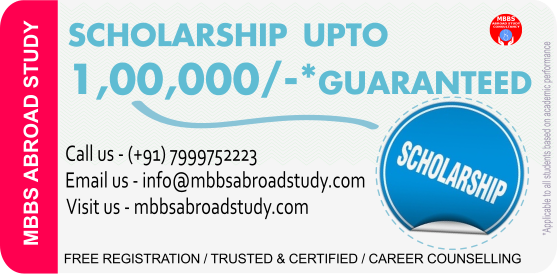 MBBS ABROAD STUDY
SCHOLARSHIP UPTO
1,00,000/-*GUARANTEED
MBBS
Call us - (+91) 7999752223
Email us - info@mbbsabroadstudy.com
Visit us - mbbsabroadstudy.com
SCHOLARSHIP
*Applicable to all students based on academic performance
FREE REGISTRATION / TRUSTED & CERTIFIED / CAREER COUNSELLING